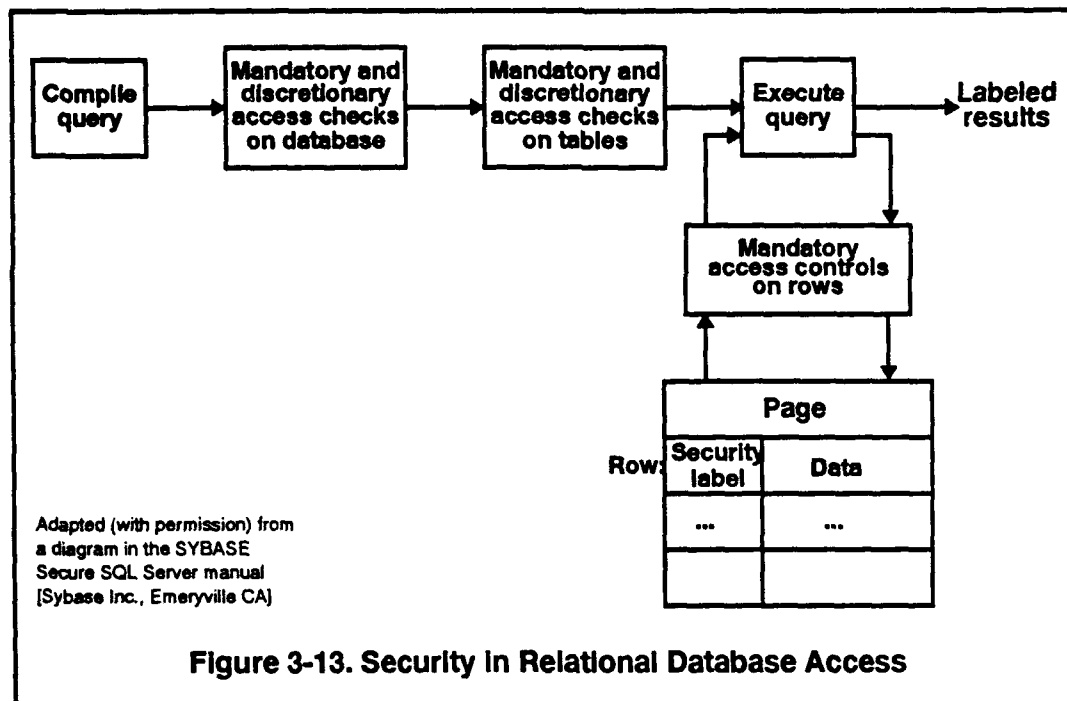 Compile
query
Mandatory and
discretionary
access checks
on database
Mandatory and
discretionary
access checks
on tables
Execute
query
Labeled
results
Mandatory
access controls
on rows
Page
Row:
Security
label
Data
...
...
Adapted (with permission) from
a diagram in the SYBASE
Secure SQL Server manual
[Sybase Inc., Emeryville CA]
Figure 3-13. Security in Relational Database Access